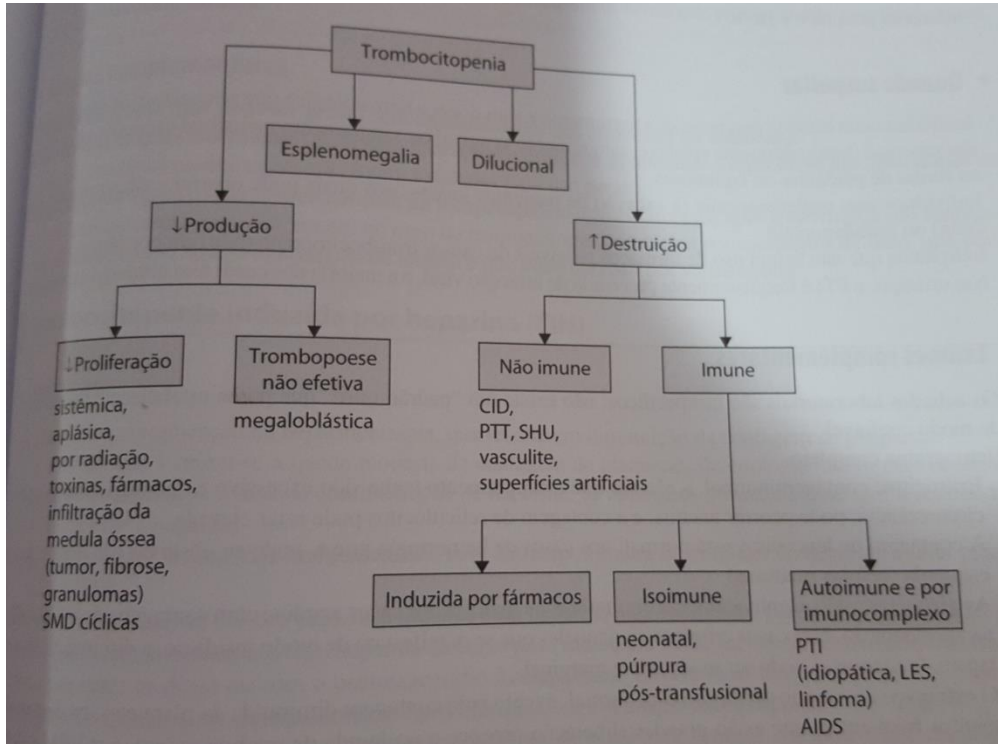 Trombocitopenia
Esplenomegalia
Dilucional
↓Produção
↑Destruição
↓Proliferação
sistêmica,
aplásica,
por radiação,
toxinas, fármacos,
infiltração da
medula óssea
(tumor, fibrose,
granulomas)
SMD cíclicas
Trombopoese
não efetiva
megaloblástica
Não imune
CID,
PTT, SHU,
vasculite,
superfícies artificiais
Imune
Induzida por fármacos
Isoimune
neonatal,
púrpura
pós-transfusional
Autoimune e por
imunocomplexo
PTI
(idiopática, LES,
linfoma)
AIDS